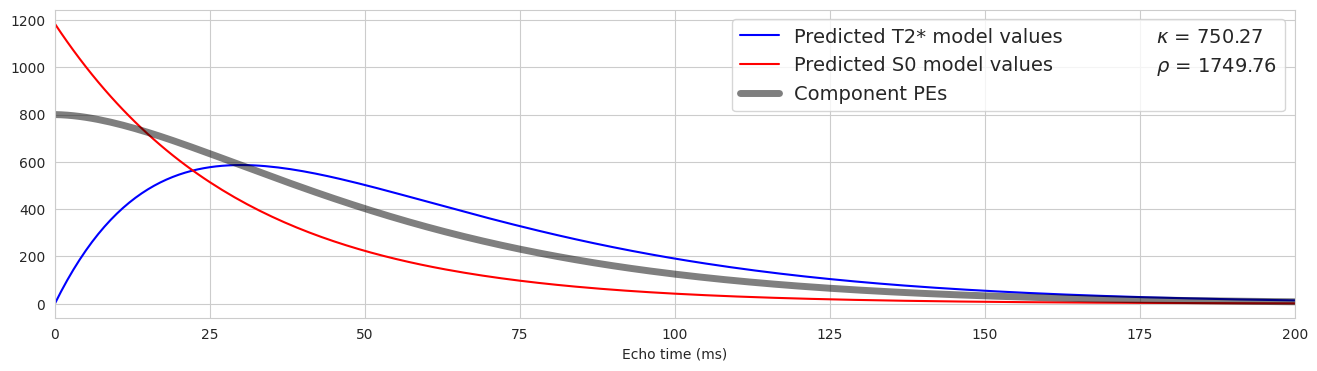 1200
1000
800
600
400
200
0
Predicted T2* model values
Predicted S0 model values
Component PEs
κ = 750.27
ρ = 1749.76
0 25 50 75 100 125 150 175 200
Echo time (ms)